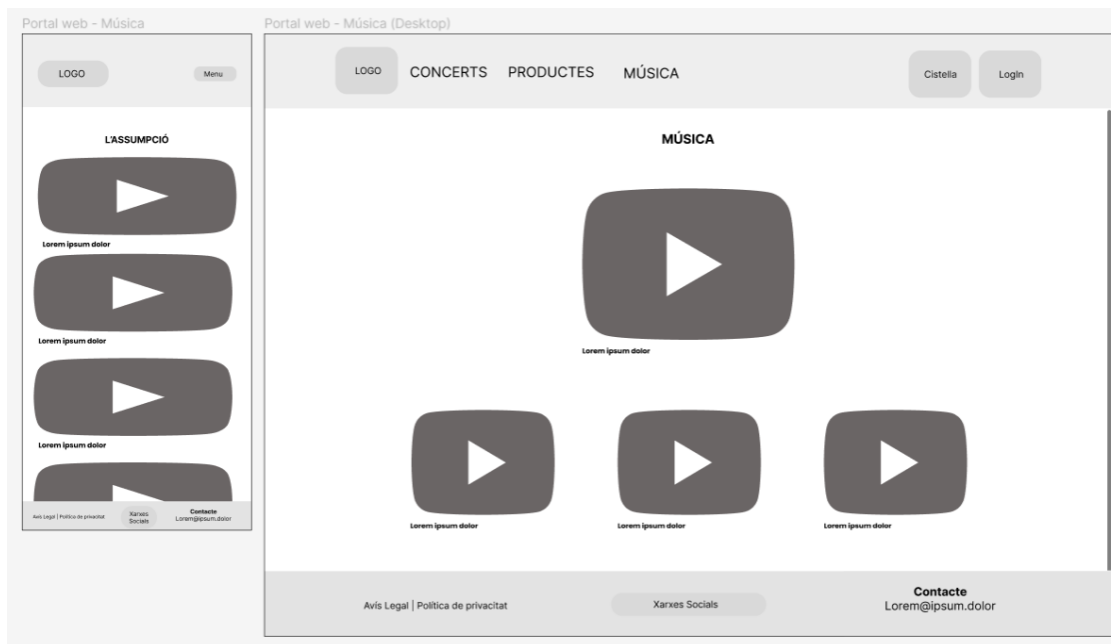 Portal web - Música
LOGO
Menu
L'ASSUMPCIÓ
Lorem ipsum dolor
Lorem ipsum dolor
Lorem ipsum dolor
Avís Legal | Política de privacitat
Xarxes
Socials
Contacte
Lorem@ipsum.dolor
Portal web - Música (Desktop)
LOGO CONCERTS PRODUCTES MÚSICA Cistella LogIn
MÚSICA
Lorem ipsum dolor
Lorem ipsum dolor Lorem ipsum dolor Lorem ipsum dolor
Avís Legal | Política de privacitat
Xarxes Socials
Contacte
Lorem@ipsum.dolor